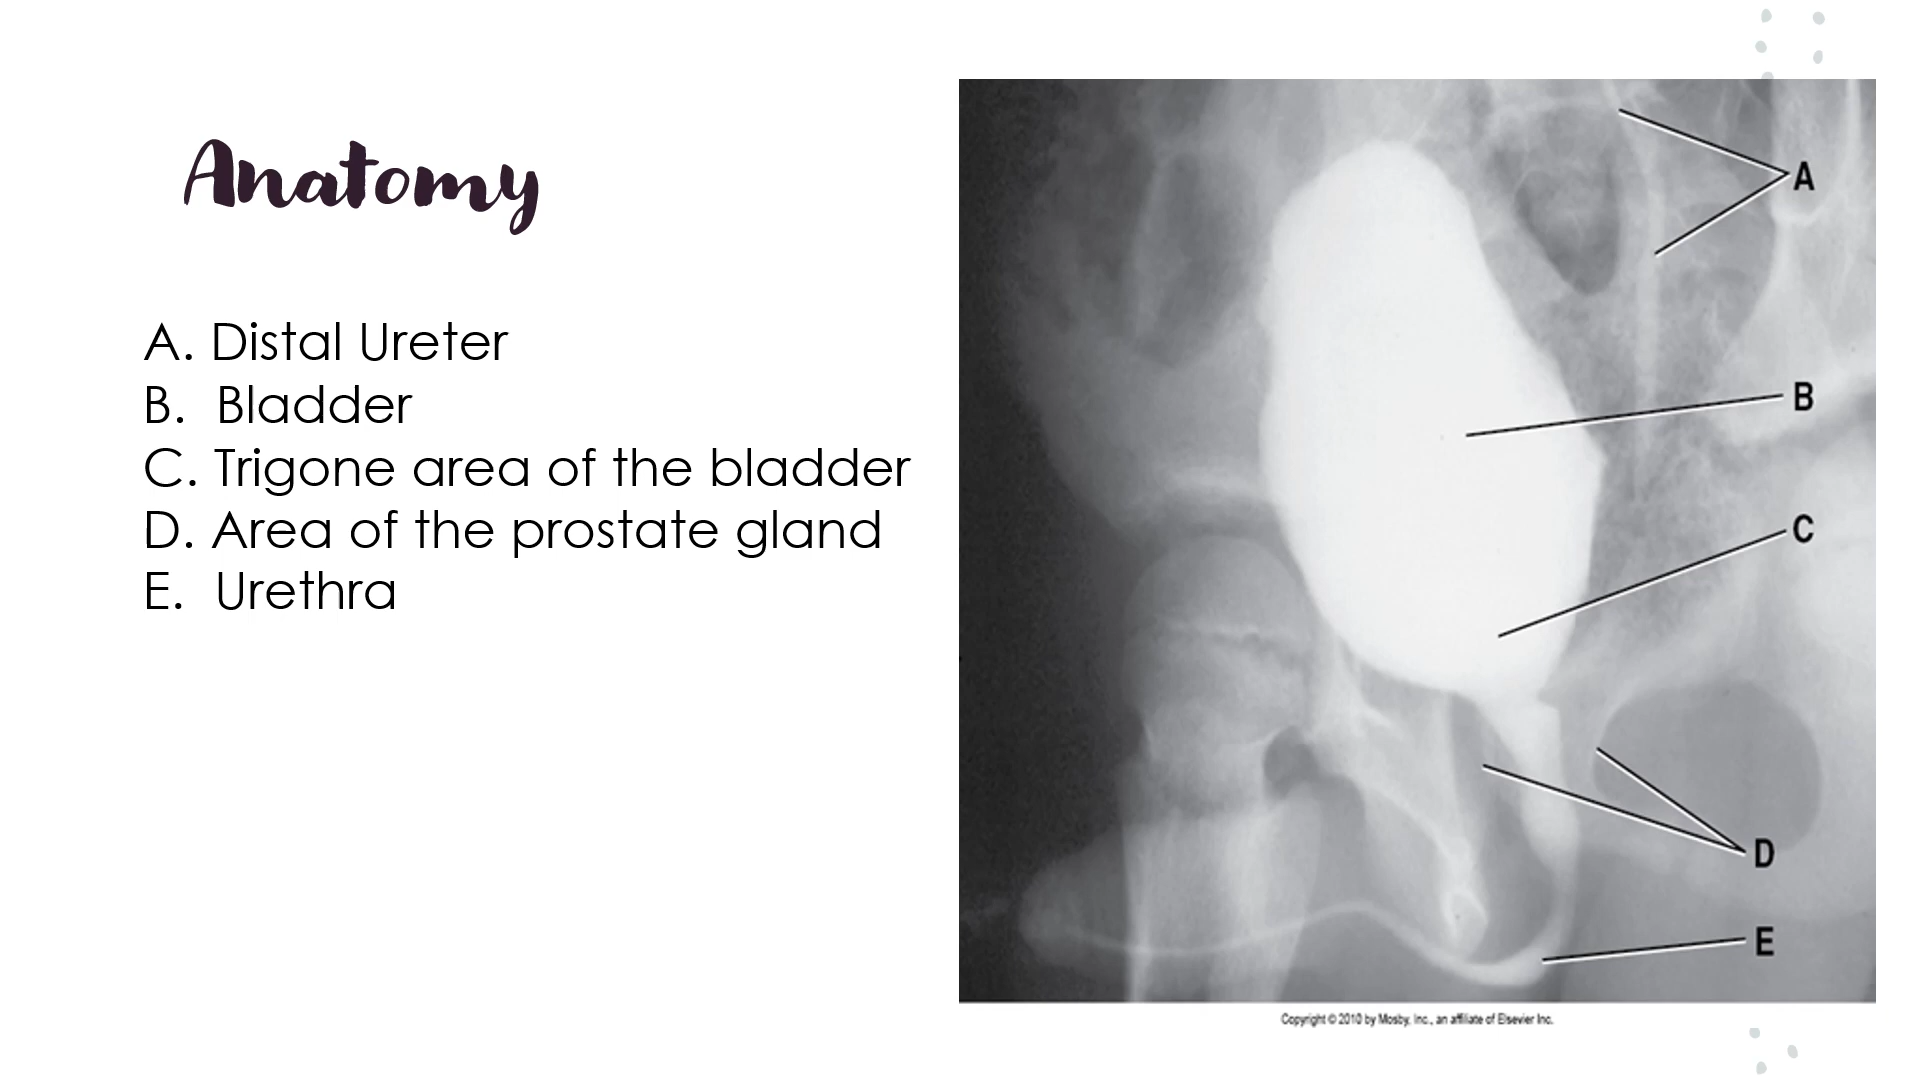 Anatomy
A. Distal Ureter
B. Bladder
C. Trigone area of the bladder
D. Area of the prostate gland
E. Urethra
A
B
C
D
E
Copyright © 2010 by Mosby, Inc., an affiliate of Elsevier Inc.